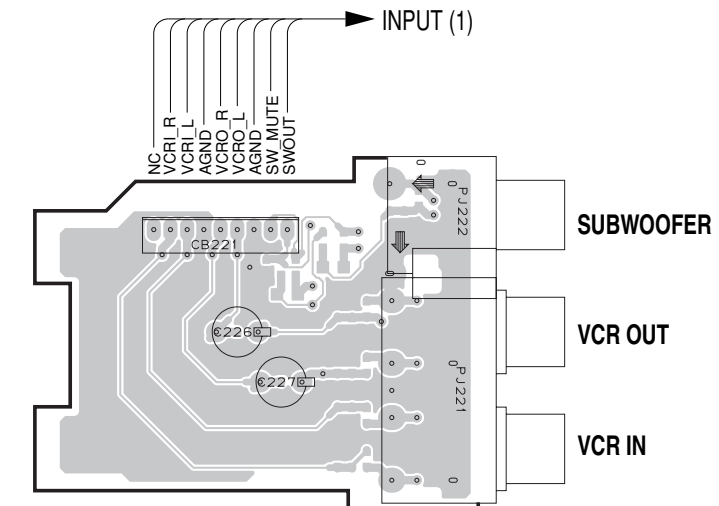 INPUT (1)
NC
VCRI_R
VCRI_L
AGND
VCRO_R
VCRO_L
AGND
SW_MUTE
SWOUT
PJ222
SUBWOOFER
CB221
C226
VCR OUT
C227
PJ221
VCR IN